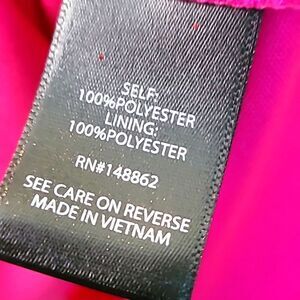 SELF:
100%POLYESTER
LINING:
100%POLYESTER
RN#148862
SEE CARE ON REVERSE
MADE IN VIETNAM